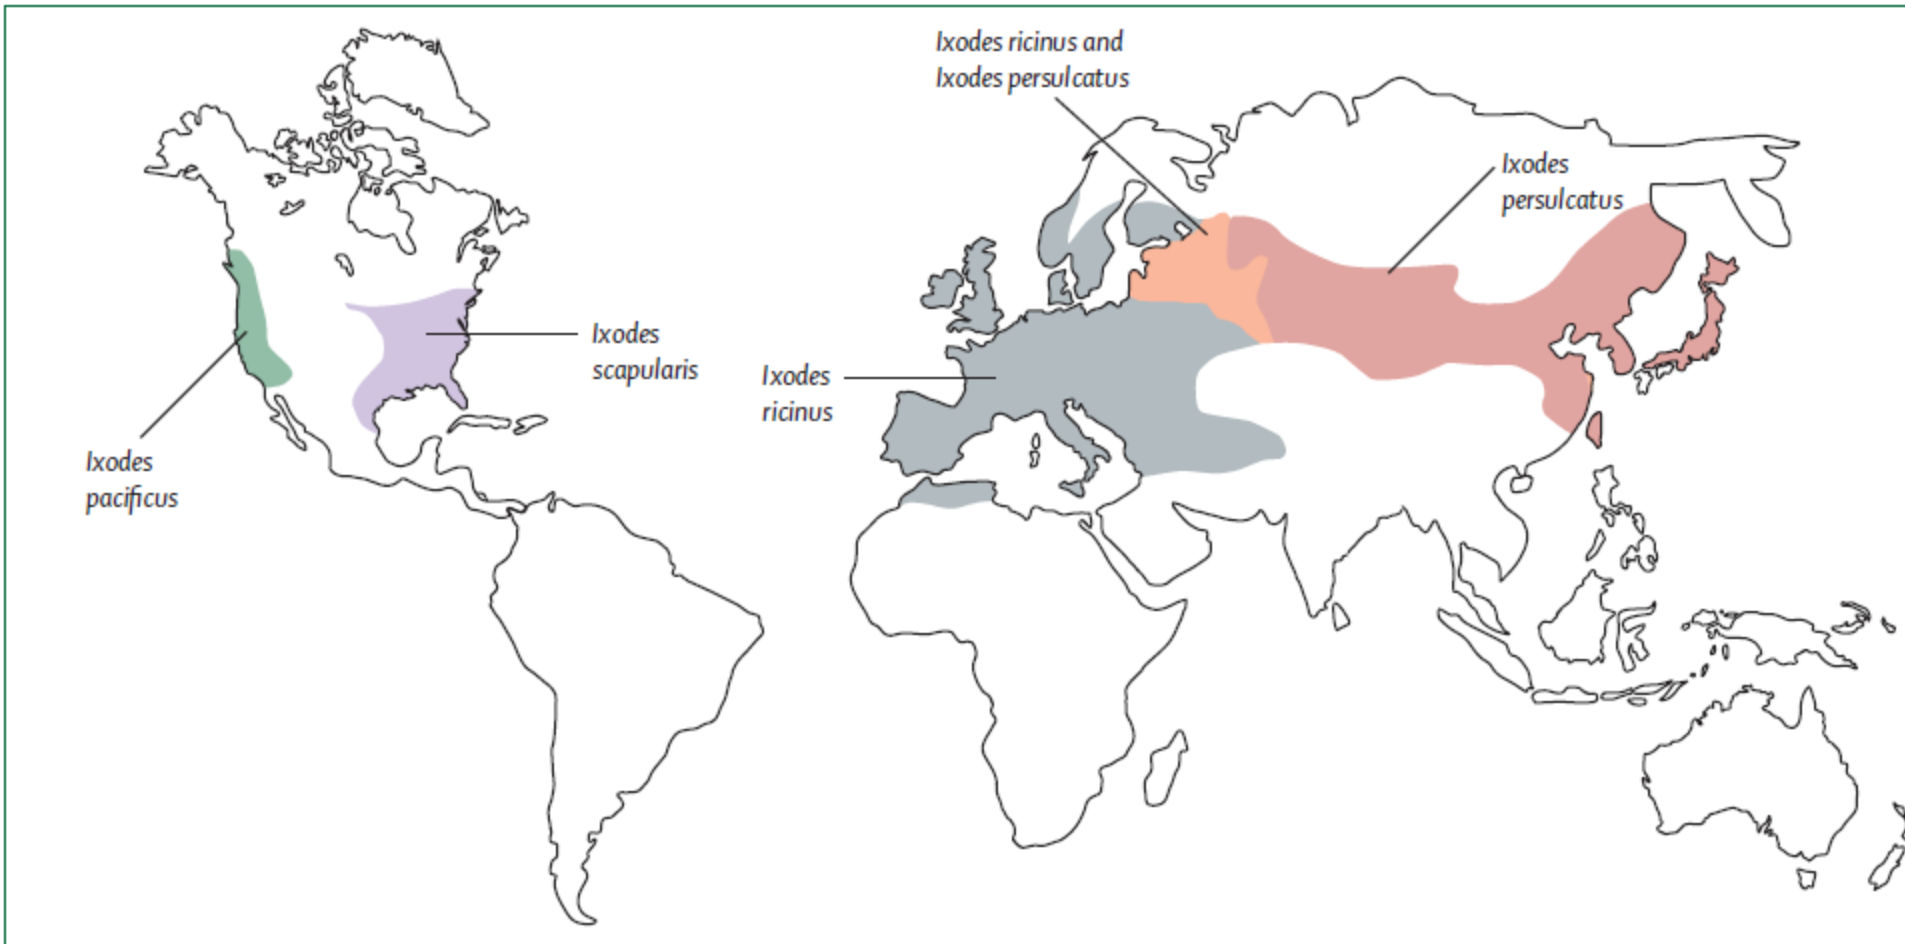 Ixodes ricinus and
Ixodes persulcatus
Ixodes
persulcatus
Ixodes
scapularis
Ixodes
ricinus
Ixodes
pacificus